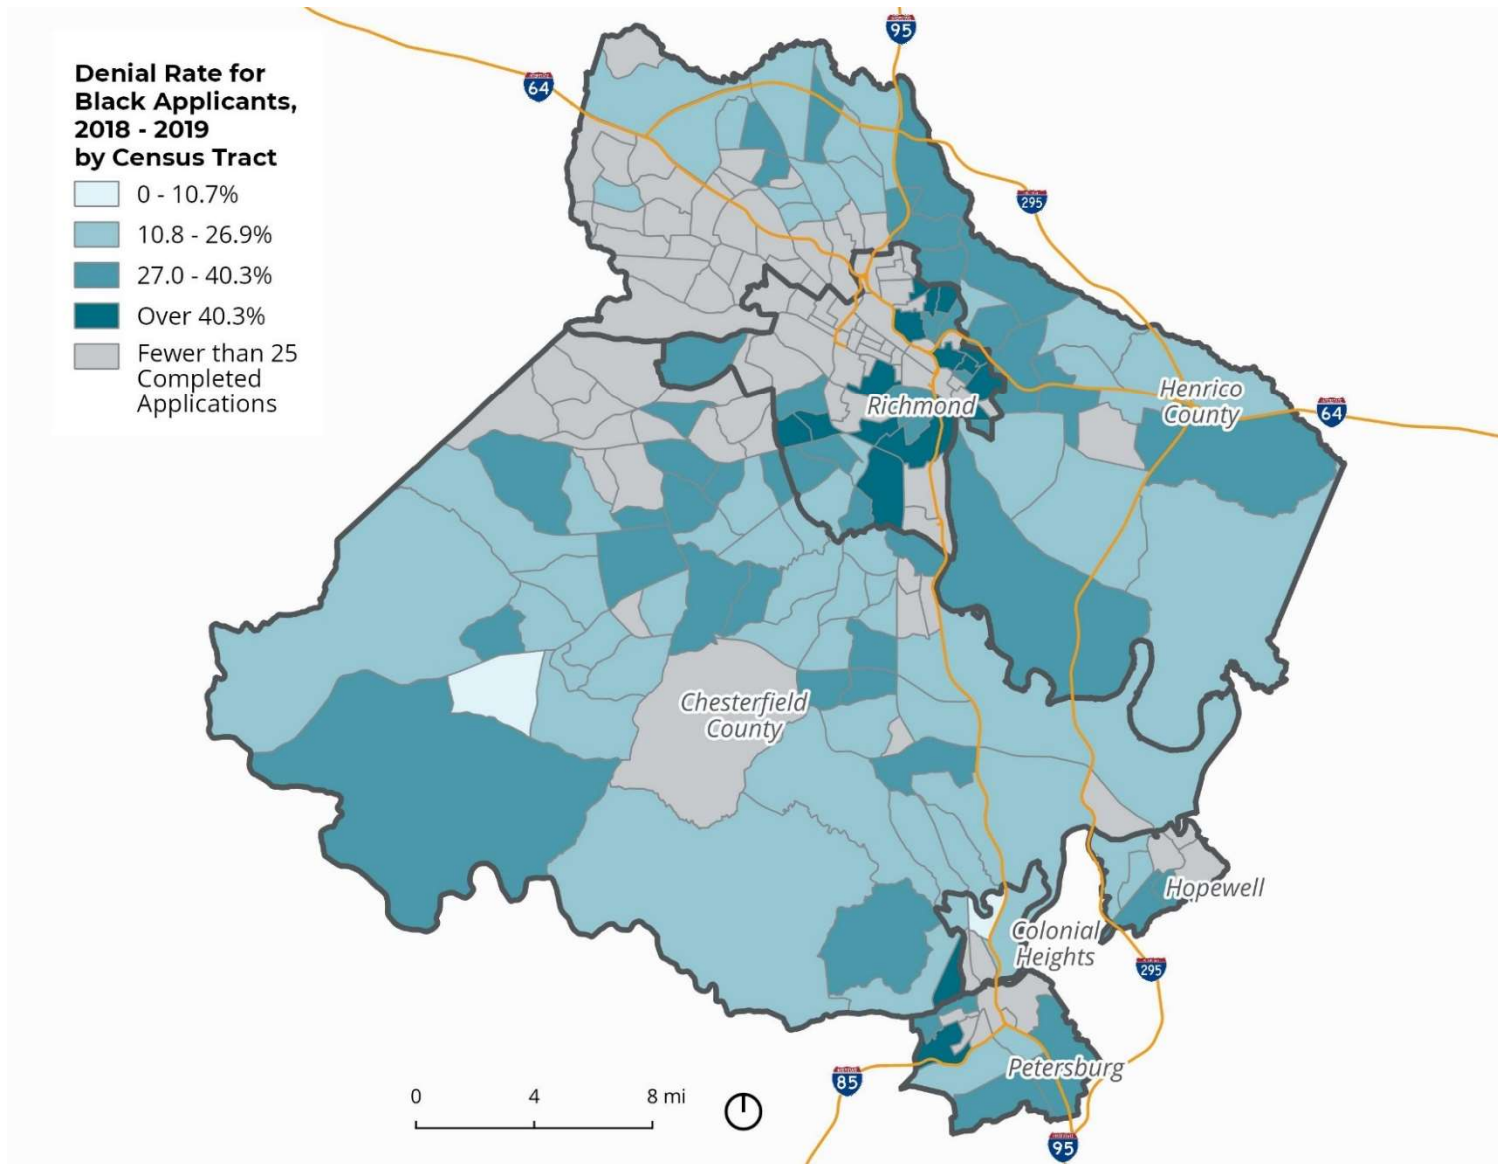 95
64
Denial Rate for
Black Applicants,
2018 - 2019
by Census Tract
0 - 10.7%
10.8 - 26.9%
27.0 - 40.3%
Over 40.3%
Fewer than 25
Completed
Applications
295
Henrico
County
64
Richmond
Chesterfield
County
Hopewell
Colonial
Heights
295
Petersburg
85
0 4 8 mi
95